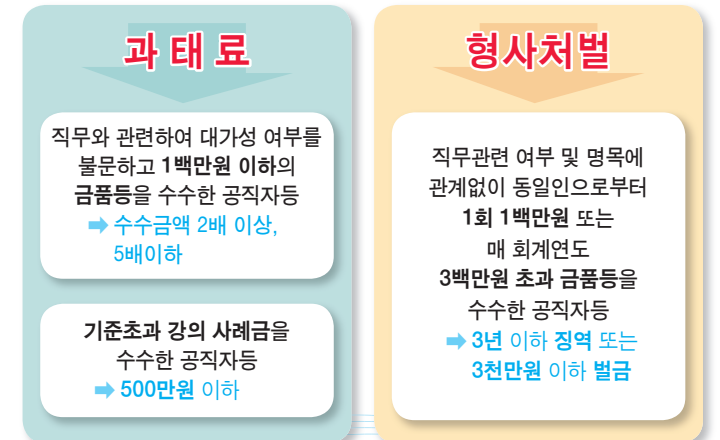 과 태 료
직무와 관련하여 대가성 여부를
불문하고 1백만원 이하의
금품등을 수수한 공직자등
➡ 수수금액 2배 이상,
5배이하
기준초과 강의 사례금을
수수한 공직자등
➡ 500만원 이하
형사처벌
직무관련 여부 및 명목에
관계없이 동일인으로부터
1회 1백만원 또는
매 회계연도
3백만원 초과 금품등을
수수한 공직자등
➡ 3년 이하 징역 또는
3천만원 이하 벌금